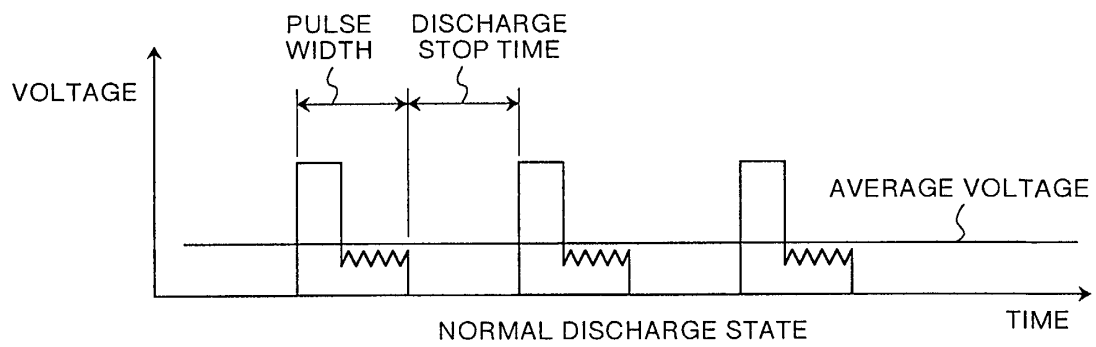 PULSE
WIDTH
DISCHARGE
STOP TIME
VOLTAGE
AVERAGE VOLTAGE
TIME
NORMAL DISCHARGE STATE